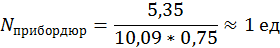 Nприбордюр = 5,35 / (10,09 * 0,75) ≈ 1 ед